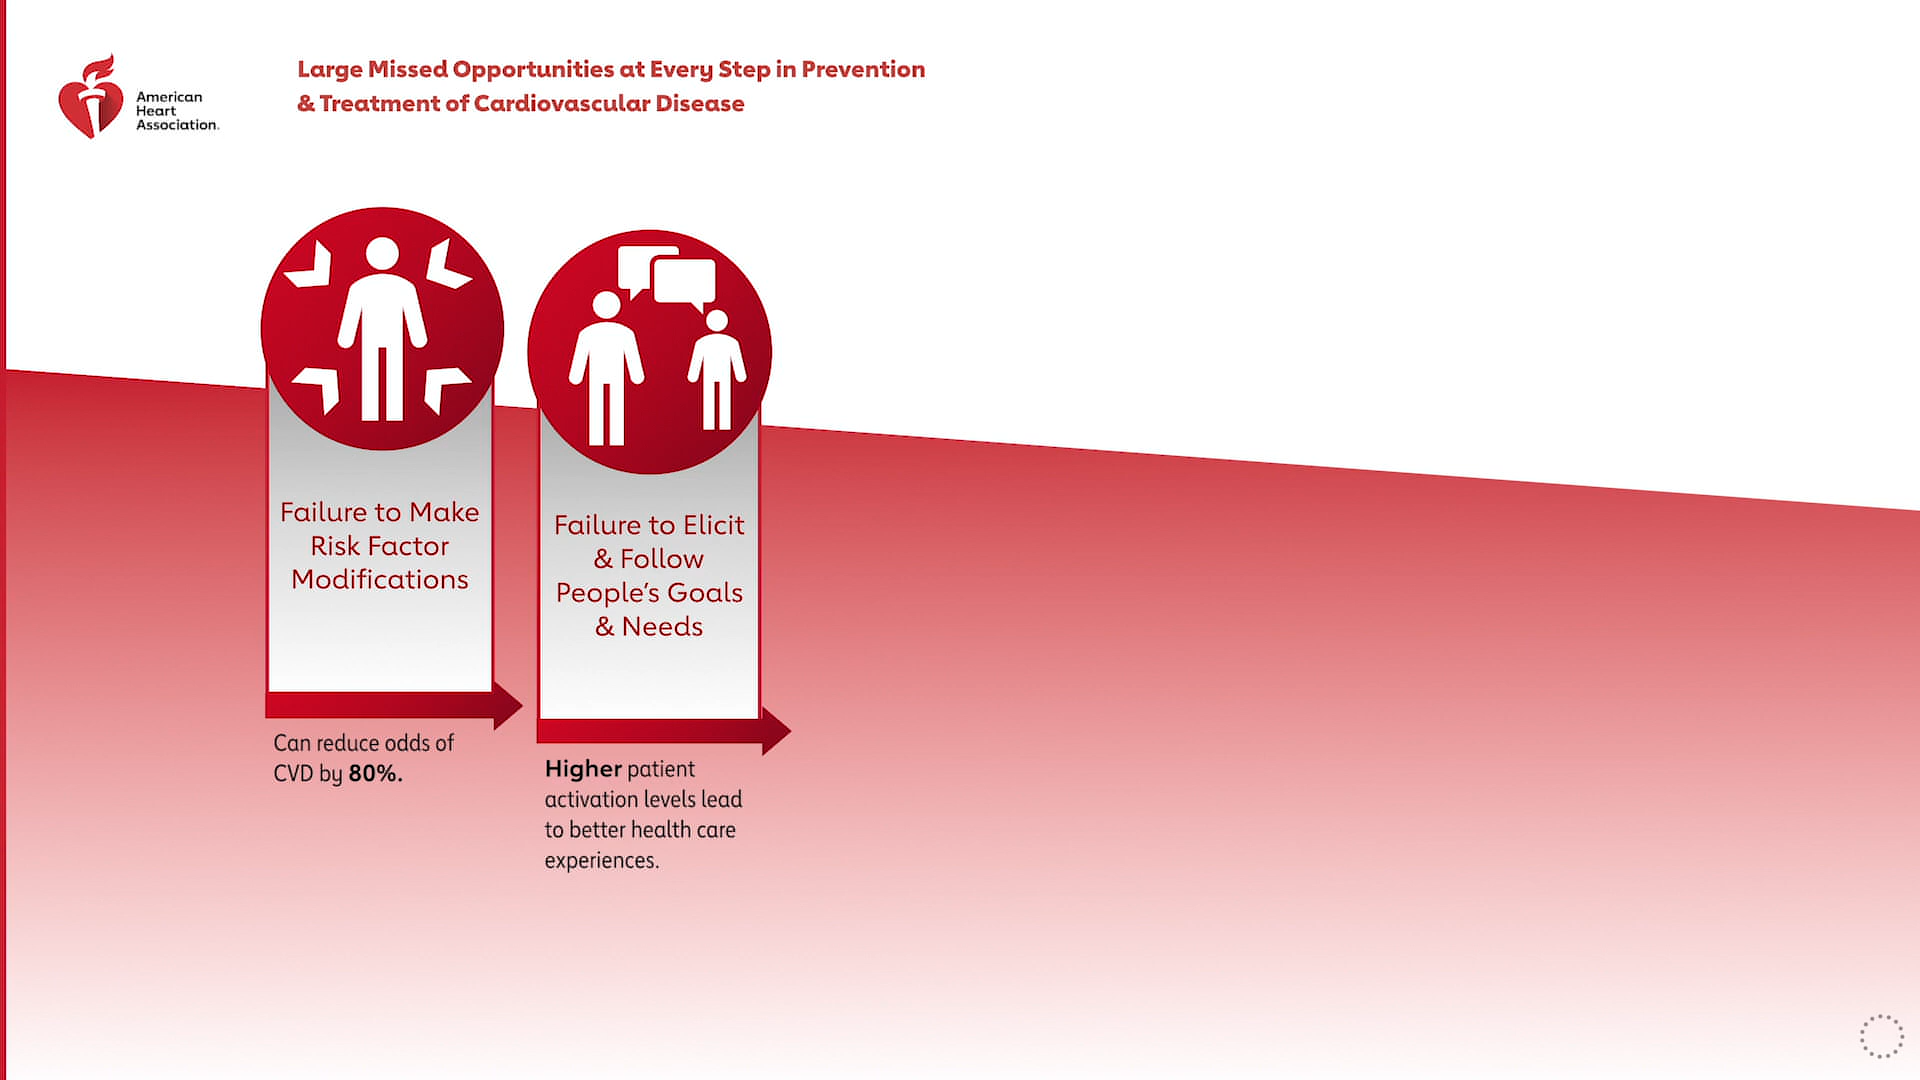 American
Heart
Association.
Large Missed Opportunities at Every Step in Prevention
& Treatment of Cardiovascular Disease
Failure to Make
Risk Factor
Modifications
Can reduce odds of
CVD by 80%.
Failure to Elicit
& Follow
People's Goals
& Needs
Higher patient
activation levels lead
to better health care
experiences.